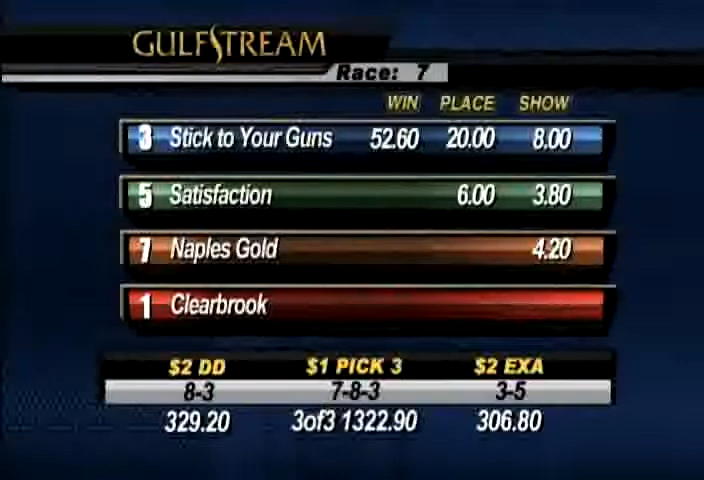 GULFSTREAM
Race: 7
WIN PLACE SHOW
3 Stick to Your Guns 52.60 20.00 8.00
5 Satisfaction 6.00 3.80
7 Naples Gold 4.20
1 Clearbrook
$2 DD $1 PICK 3 $2 EXA
8-3 7-8-3 3-5
329.20 3of3 1322.90 306.80